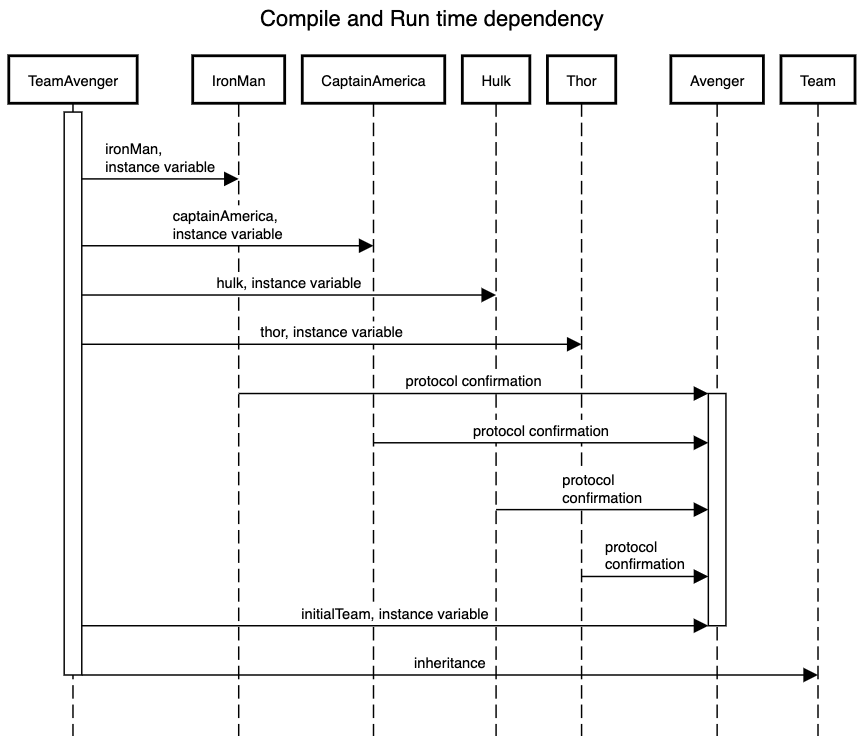 Compile and Run time dependency
TeamAvenger
IronMan
CaptainAmerica
Hulk
Thor
Avenger
Team
ironMan,
instance variable
captainAmerica,
instance variable
hulk, instance variable
thor, instance variable
protocol confirmation
protocol confirmation
protocol
confirmation
protocol
confirmation
initialTeam, instance variable
inheritance